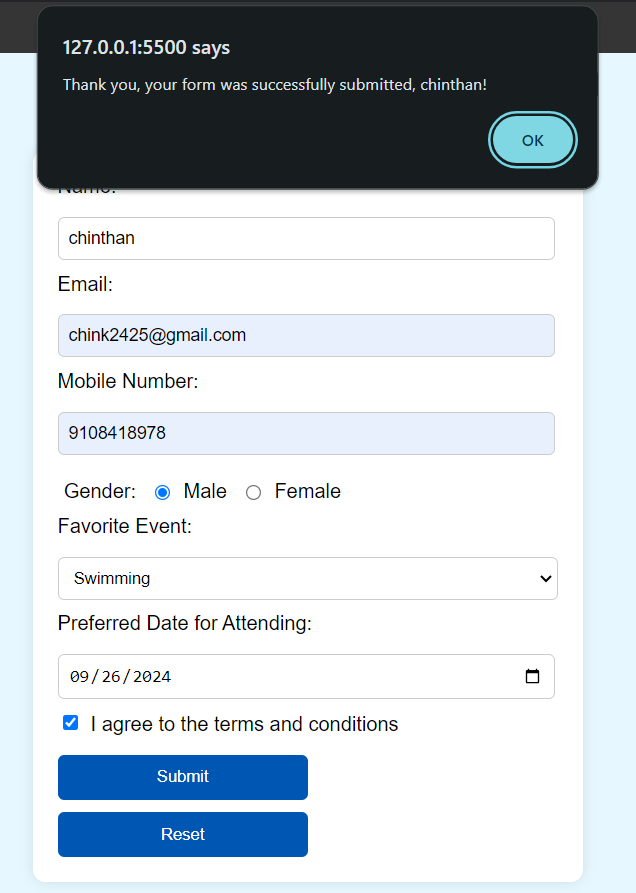 127.0.0.1:5500 says
Thank you, your form was successfully submitted, chinthan!
OK
Name:
chinthan
Email:
chink2425@gmail.com
Mobile Number:
9108418978
Gender: Male Female
Favorite Event:
Swimming
Preferred Date for Attending:
09/26/2024
I agree to the terms and conditions
Submit
Reset